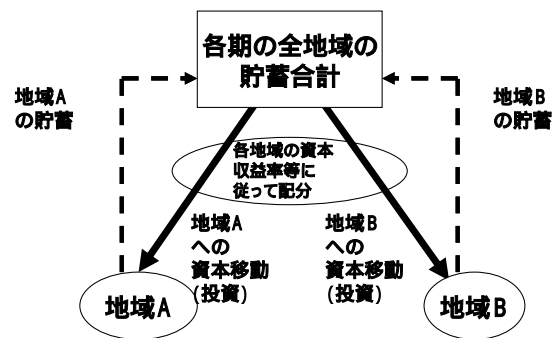 各期の全地域の
貯蓄合計
地域A
の貯蓄
地域B
の貯蓄
各地域の資本
収益率等に
従って配分
地域A
への
資本移動
(投資)
地域B
への
資本移動
(投資)
地域A
地域B